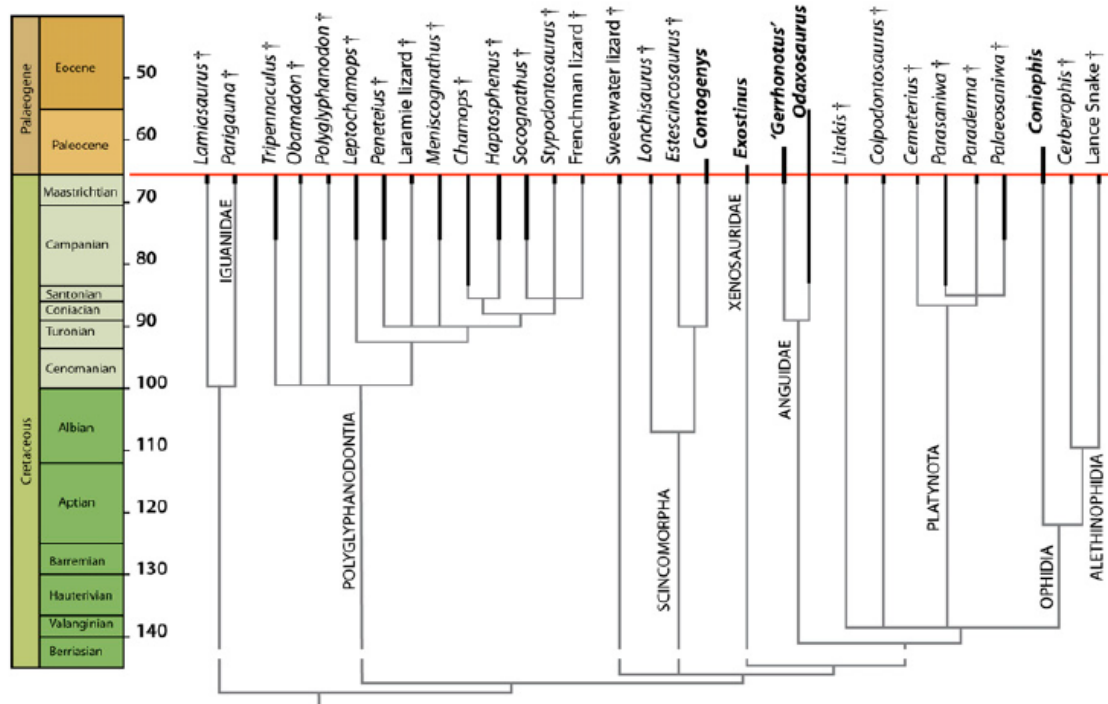 Palaeogene
Eocene
Paleocene
Cretaceous
Maastrichtian
Campanian
Santonian
Coniacian
Turonian
Cenomanian
Albian
Aptian
Barremian
Hauterivian
Valanginian
Berriasian
50
60
70
80
90
100
110
120
130
140
Lamiasaurus †
Parigauna †
Tripennaculus †
Obamadon †
Polyglyphanodon †
Leptochamops †
Peneteius †
Laramie lizard †
Meniscognathus †
Chamops †
Haptosphenus †
Socognathus †
Stypodontosaurus †
Frenchman lizard †
Sweetwater lizard †
Lonchisaurus †
Estescincosaurus †
Contogenys
Exostinus
'Gerrhonotus'
Odaxosaurus
Litakis †
Colpodontosaurus †
Cemeterius †
Parasaniwa †
Paraderma †
Palaeosaniwa †
Coniophis
Cerberophis †
Lance Snake †
IGUANIDAE
POLYGLYPHANODONTIA
SCINCOMORPHA
XENOSAURIDAE
ANGUIDAE
PLATYNOTA
OPHIDIA
ALETHINOPHIDIA